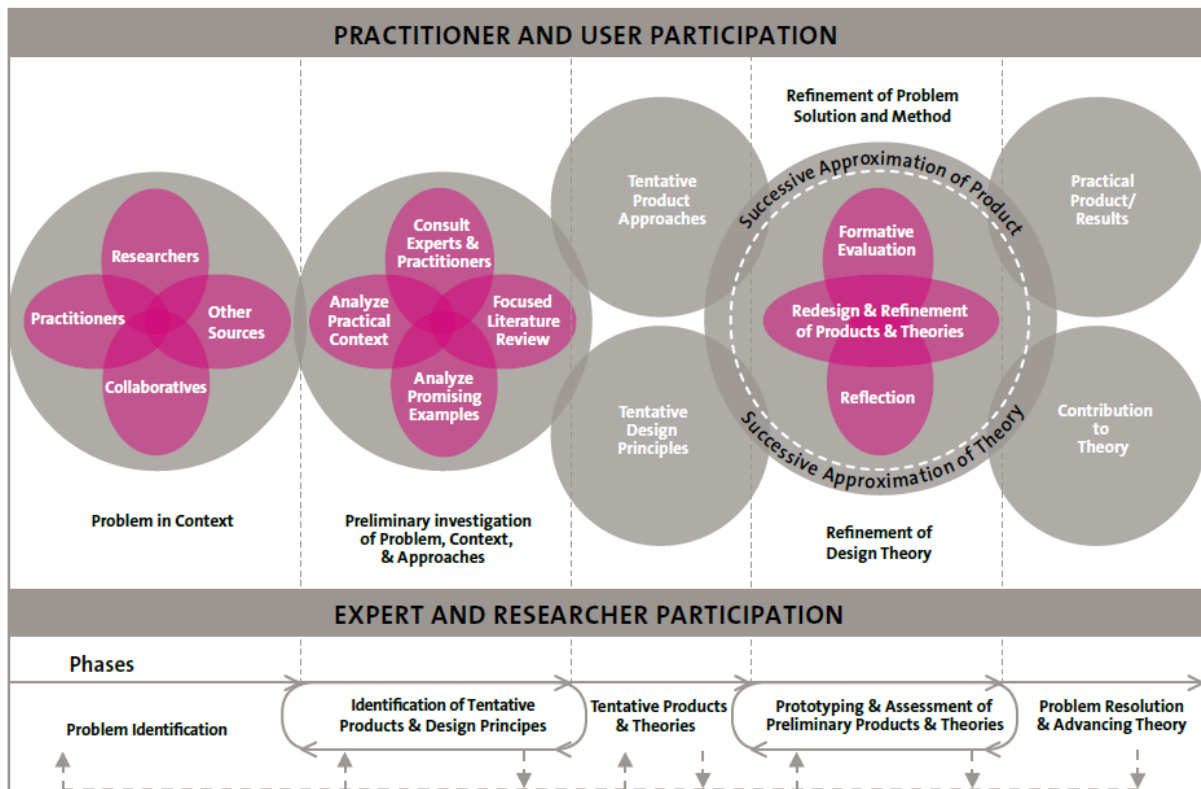 PRACTITIONER AND USER PARTICIPATION
Researchers
Practitioners
Other
Sources
Collaboratives
Problem in Context
Consult
Experts &
Practitioners
Analyze
Practical
Context
Focused
Literature
Review
Analyze
Promising
Examples
Preliminary investigation
of Problem, Context,
& Approaches
Tentative
Product
Approaches
Tentative
Design
Principles
Refinement of Problem
Solution and Method
Successive Approximation of Product
Formative
Evaluation
Redesign & Refinement
of Products & Theories
Reflection
Successive Approximation of Theory
Refinement of
Design Theory
Practical
Product/
Results
Contribution
to
Theory
EXPERT AND RESEARCHER PARTICIPATION
Phases
Problem Identification
Identification of Tentative
Products & Design Principes
Tentative Products
& Theories
Prototyping & Assessment of
Preliminary Products & Theories
Problem Resolution
& Advancing Theory